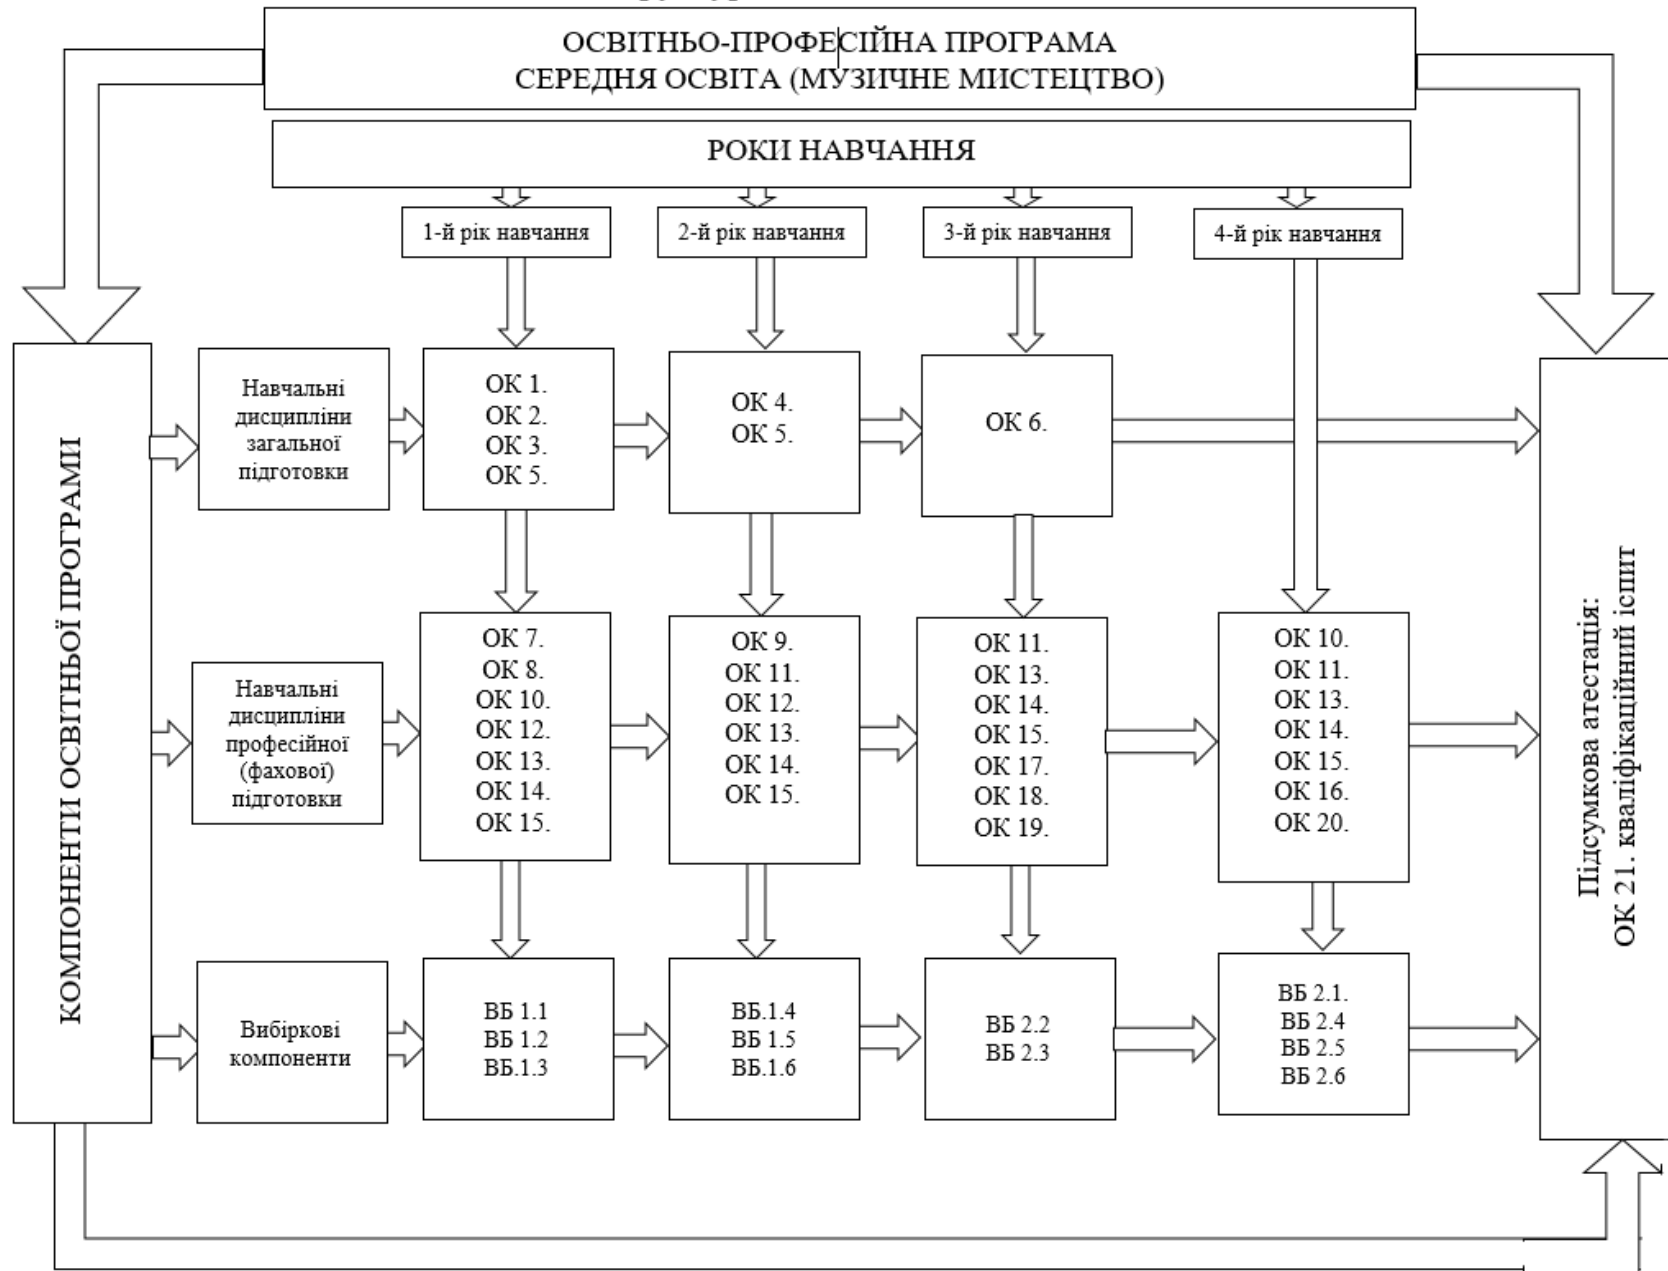 ОСВІТНЬО-ПРОФЕСІЙНА ПРОГРАМА
СЕРЕДНЯ ОСВІТА (МУЗИЧНЕ МИСТЕЦТВО)
РОКИ НАВЧАННЯ
1-й рік навчання
2-й рік навчання
3-й рік навчання
4-й рік навчання
КОМПОНЕНТИ ОСВІТНЬОЇ ПРОГРАМИ
Навчальні
дисципліни
загальної
підготовки
ОК 1.
ОК 2.
ОК 3.
ОК 5.
ОК 4.
ОК 5.
ОК 6.
Навчальні
дисципліни
професійної
(фахової)
підготовки
ОК 7.
ОК 8.
ОК 10.
ОК 12.
ОК 13.
ОК 14.
ОК 15.
ОК 9.
ОК 11.
ОК 12.
ОК 13.
ОК 14.
ОК 15.
ОК 11.
ОК 13.
ОК 14.
ОК 15.
ОК 17.
ОК 18.
ОК 19.
ОК 10.
ОК 11.
ОК 13.
ОК 14.
ОК 15.
ОК 16.
ОК 20.
Вибіркові
компоненти
ВБ 1.1
ВБ 1.2
ВБ.1.3
ВБ.1.4
ВБ 1.5
ВБ.1.6
ВБ 2.2
ВБ 2.3
ВБ 2.1.
ВБ 2.4
ВБ 2.5
ВБ 2.6
Підсумкова атестація:
ОК 21. кваліфікаційний іспит